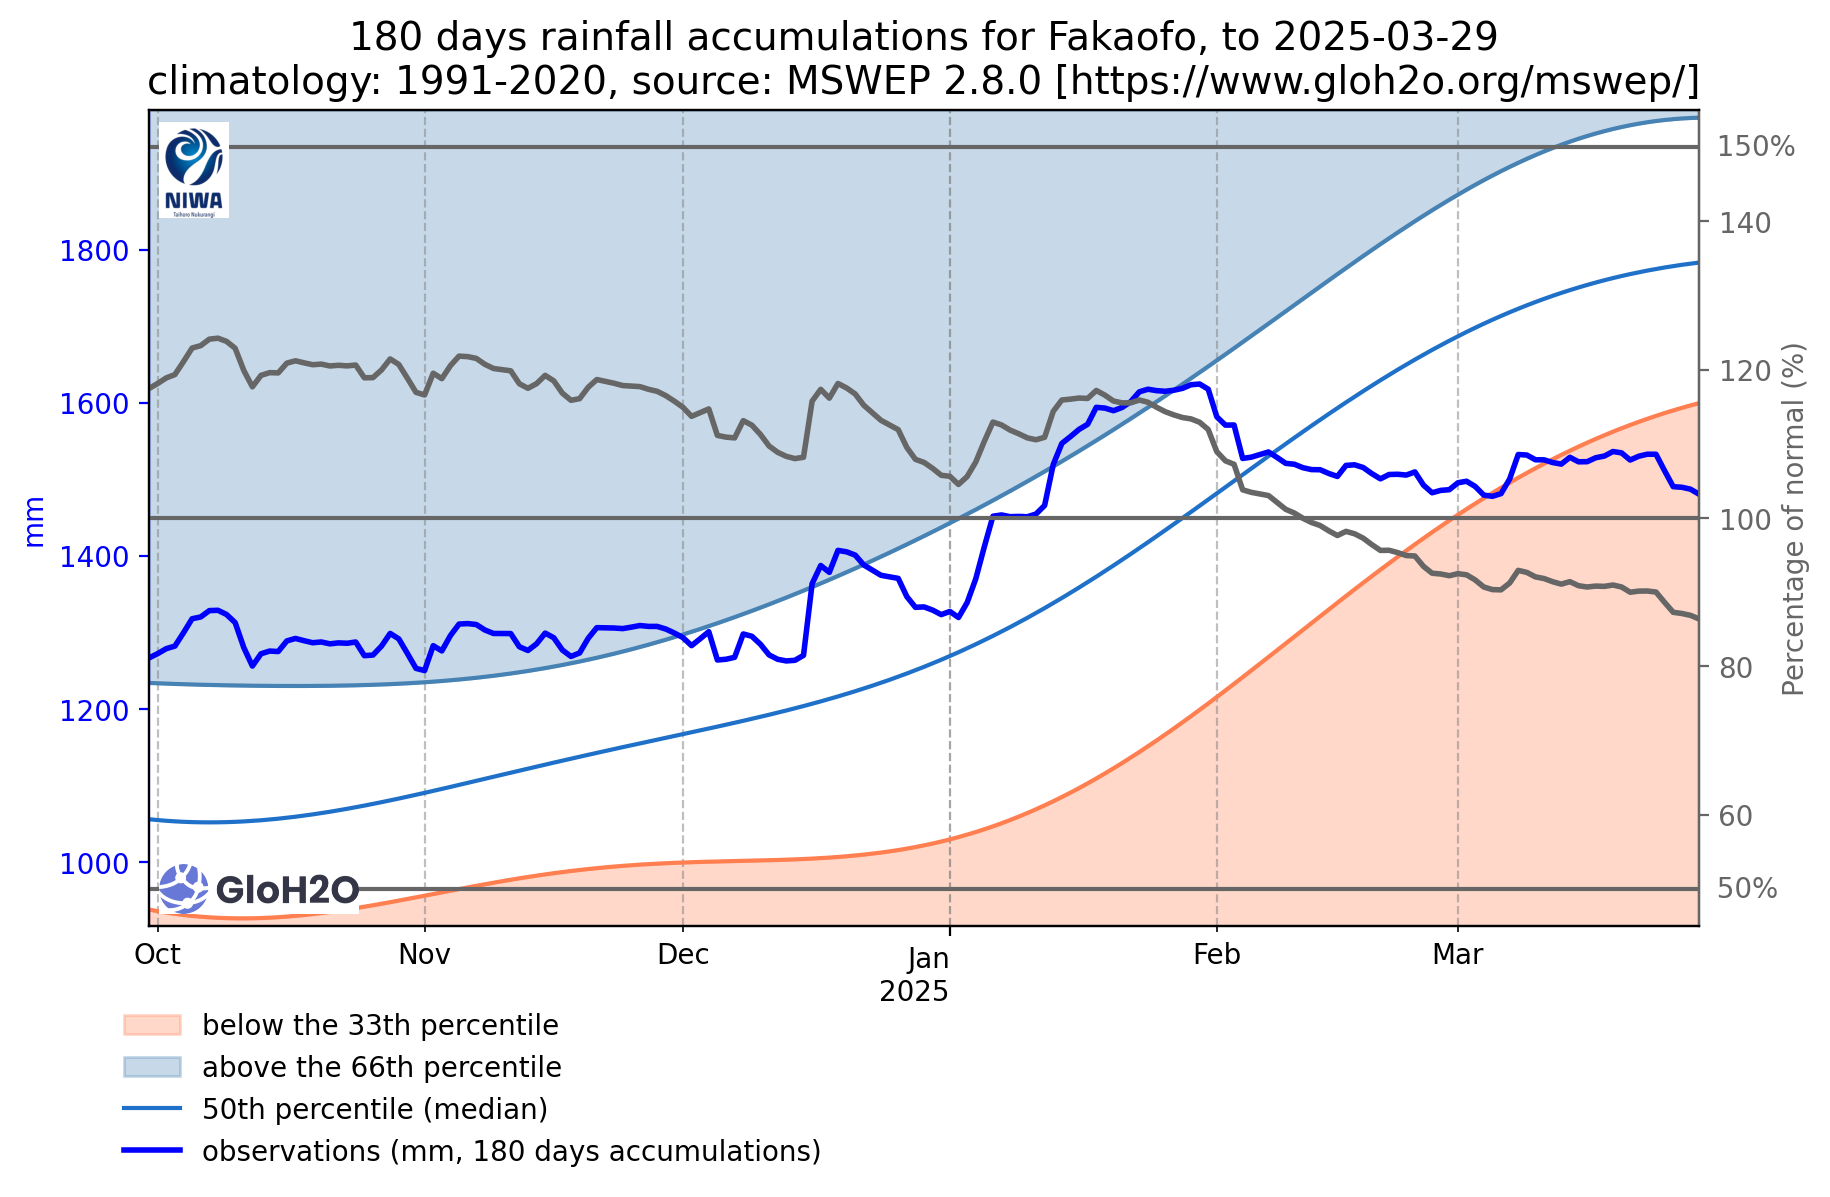 180 days rainfall accumulations for Fakaofo, to 2025-03-29
climatology: 1991-2020, source: MSWEP 2.8.0 [https://www.gloh2o.org/mswep/]
NIWA
Taihoro Nukurangi
150%
140
1800
120
Percentage of normal (%)
1600
mm
100
1400
80
1200
60
1000
GloH2O
50%
Oct
Nov
Dec
Jan
2025
Feb
Mar
below the 33th percentile
above the 66th percentile
50th percentile (median)
observations (mm, 180 days accumulations)